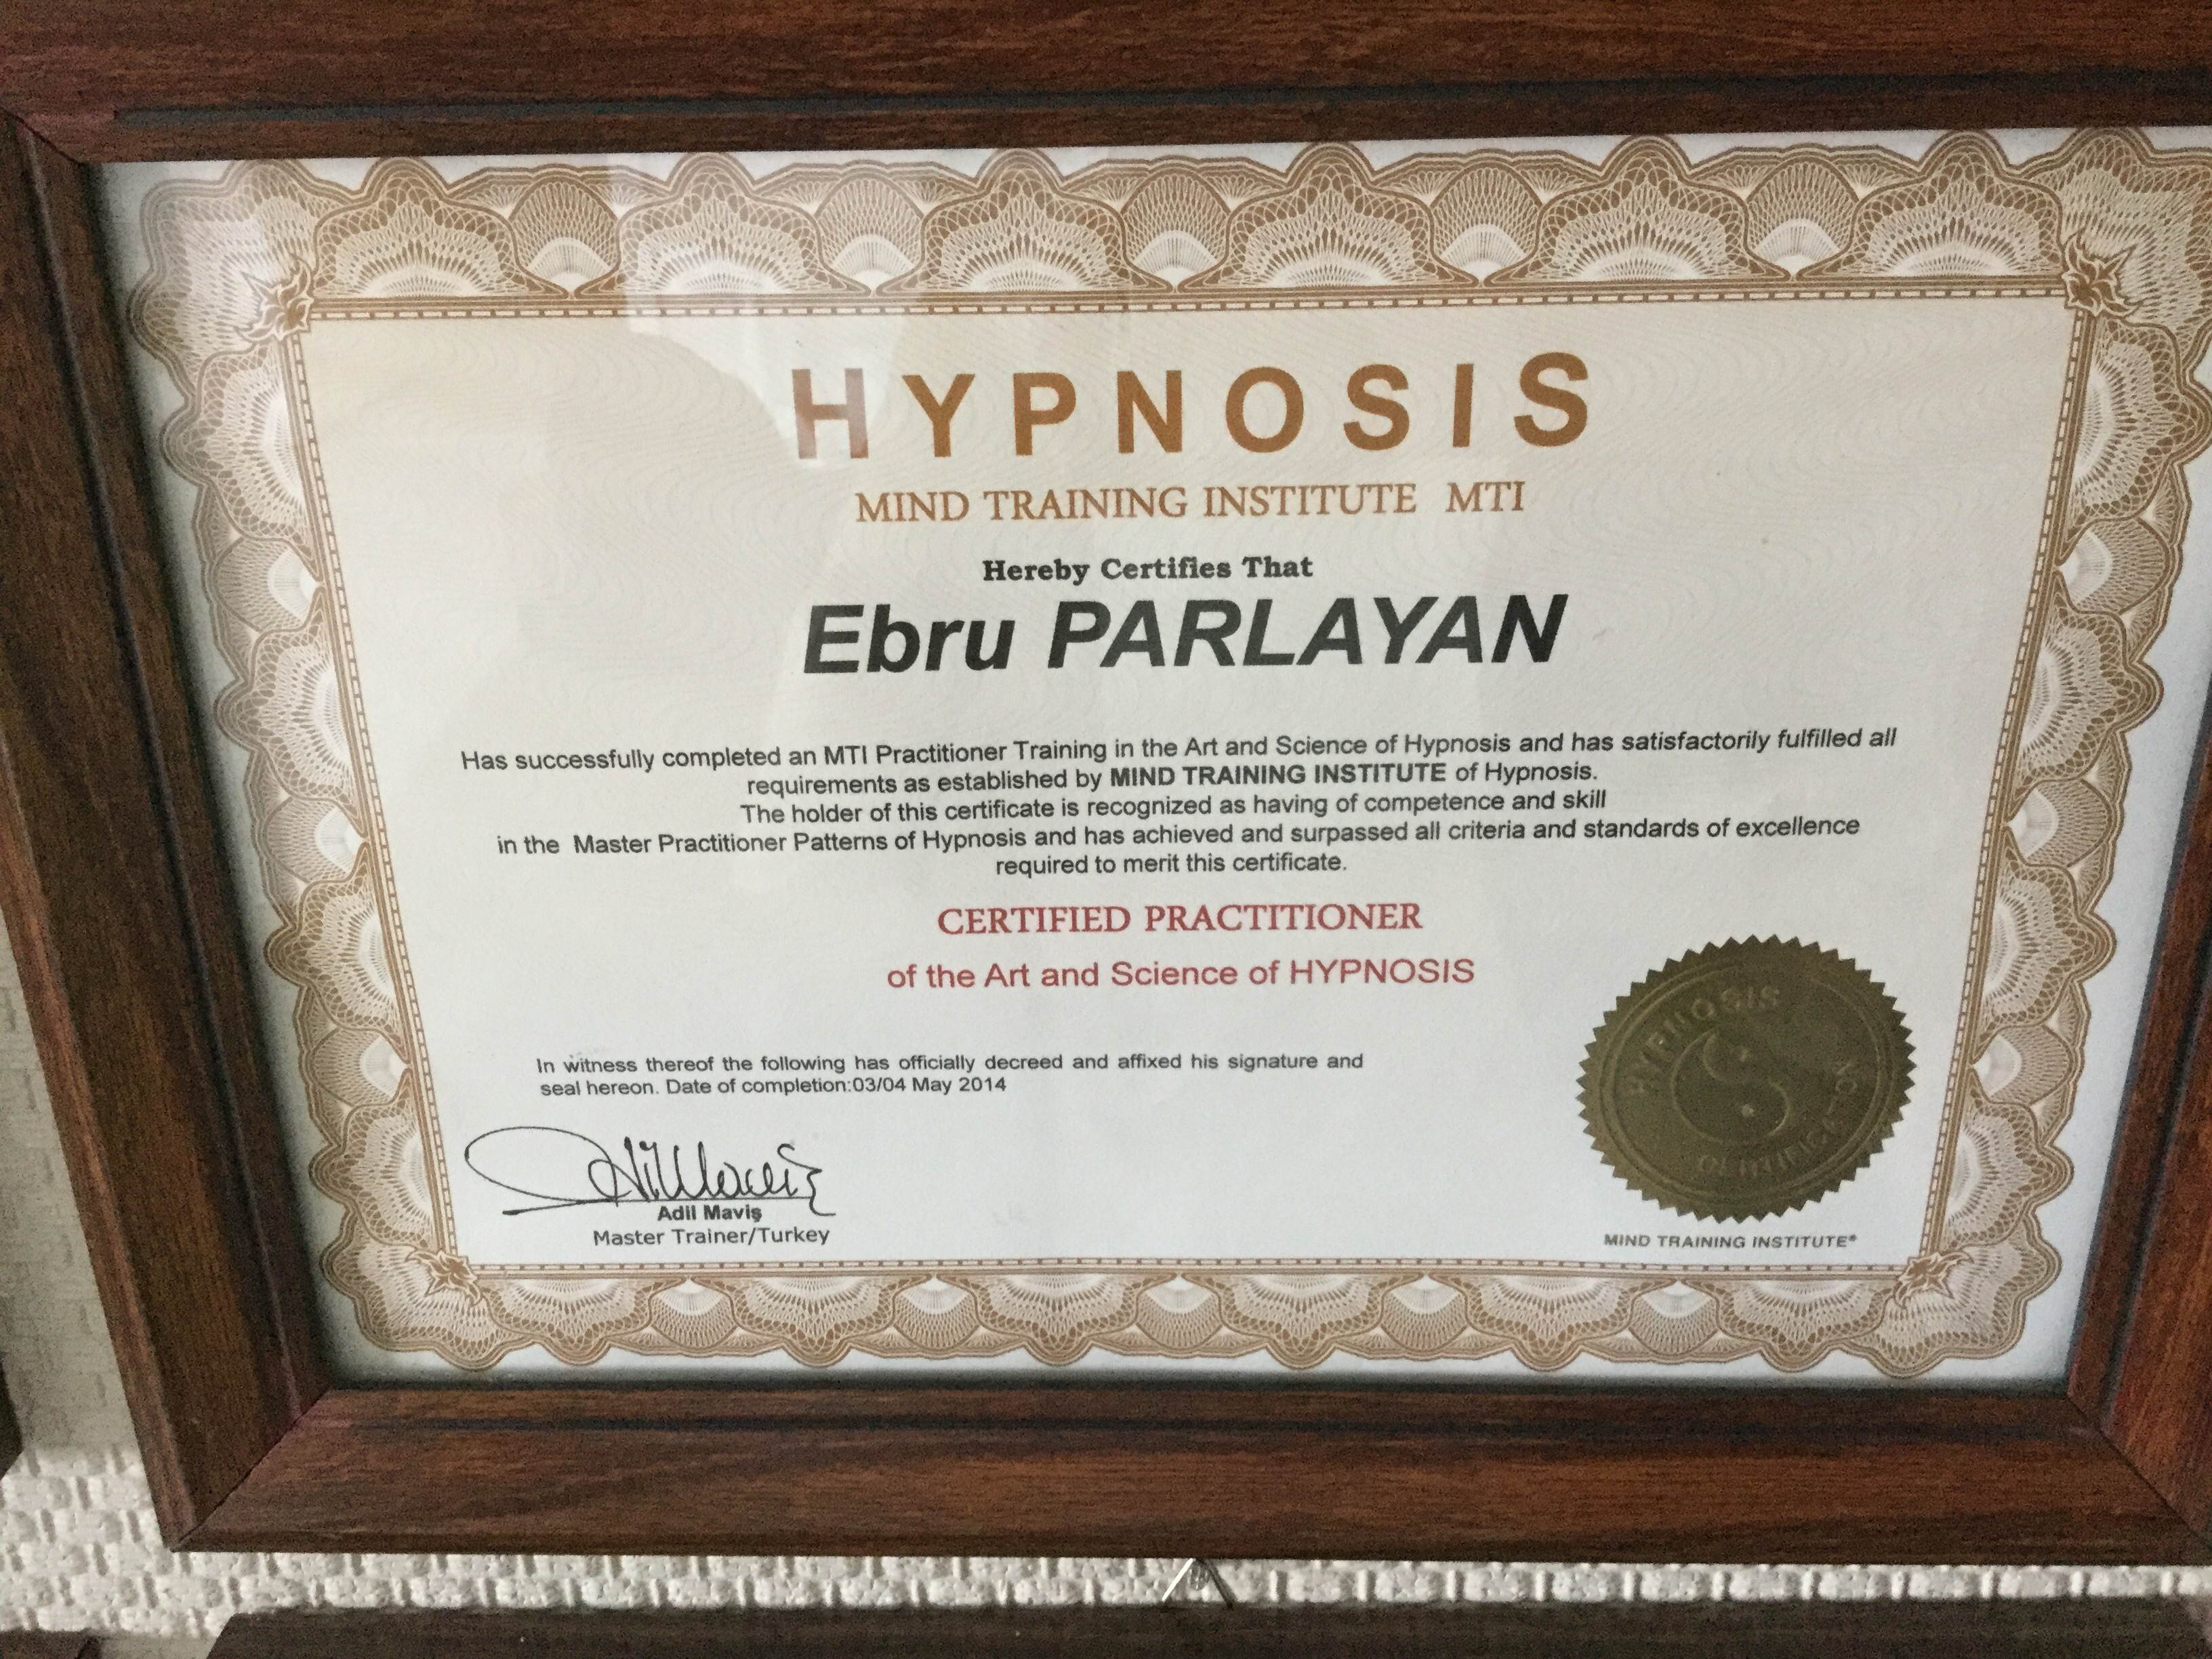 HYPNOSIS
MIND TRAINING INSTITUTE MTI
Hereby Certifies That
Ebru PARLAYAN
Has successfully completed an MTI Practitioner Training in the Art and Science of Hypnosis and has satisfactorily fulfilled all
requirements as established by MIND TRAINING INSTITUTE of Hypnosis.
The holder of this certificate is recognized as having of competence and skill
in the Master Practitioner Patterns of Hypnosis and has achieved and surpassed all criteria and standards of excellence
required to merit this certificate.
CERTIFIED PRACTITIONER
of the Art and Science of HYPNOSIS
In witness thereof the following has officially decreed and affixed his signature and
seal hereon. Date of completion:03/04 May 2014
Adil Maviş
Master Trainer/Turkey
HYPNOSIS
MIND TRAINING INSTITUTE®